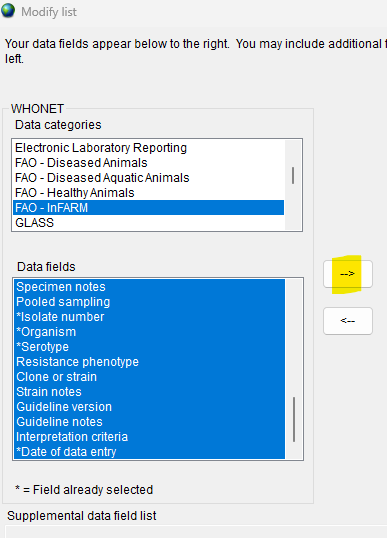 Modify list
Your data fields appear below to the right. You may include additional
left.
WHONET
Data categories
Electronic Laboratory Reporting
FAO - Diseased Animals
FAO - Diseased Aquatic Animals
FAO - Healthy Animals
FAO - InFARM
GLASS
Data fields
Specimen notes
Pooled sampling
*Isolate number
*Organism
*Serotype
Resistance phenotype
Clone or strain
Strain notes
Guideline version
Guideline notes
Interpretation criteria
*Date of data entry
-->
<--
* = Field already selected
Supplemental data field list